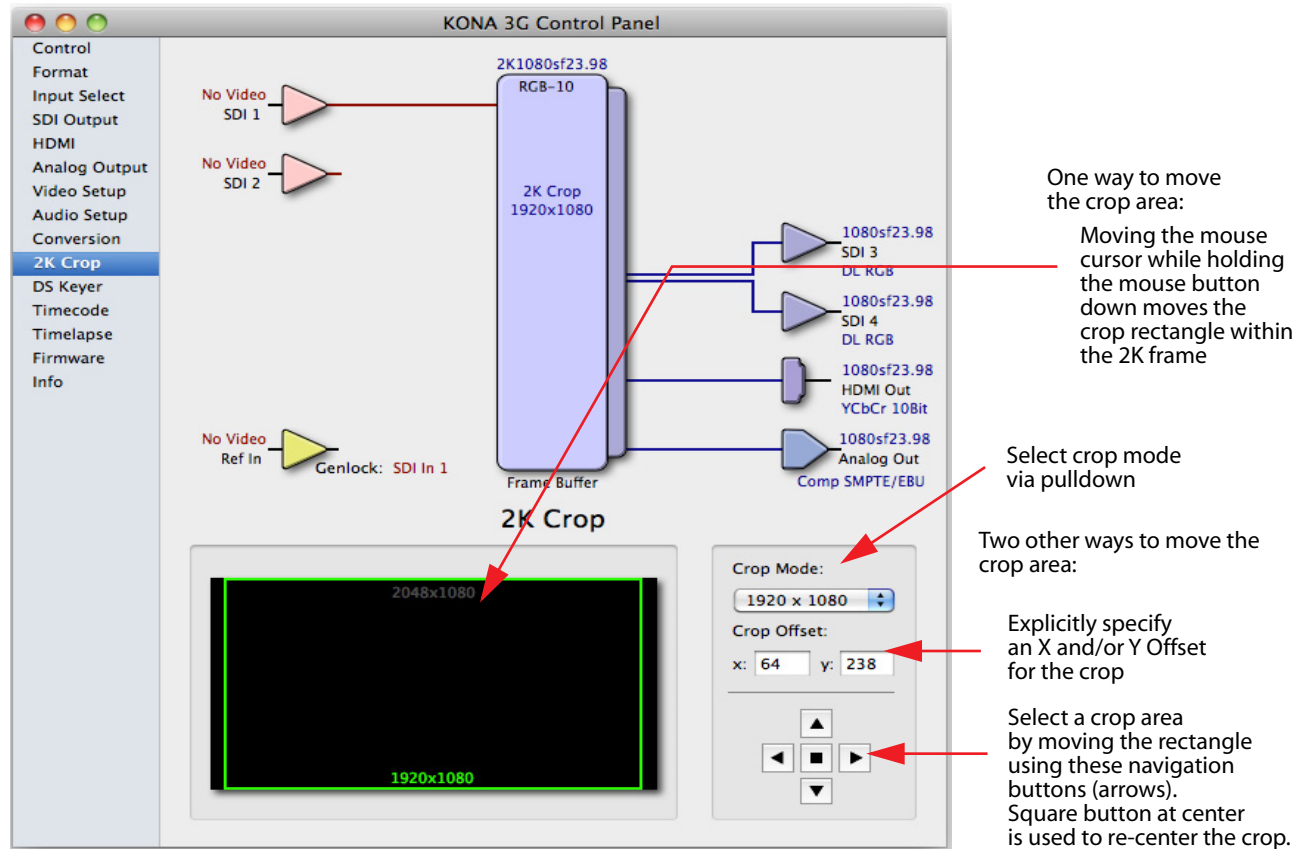 KONA 3G Control Panel
Control
Format
Input Select
SDI Output
HDMI
Analog Output
Video Setup
Audio Setup
Conversion
2K Crop
DS Keyer
Timecode
Timelapse
Firmware
Info
No Video
SDI 1
No Video
SDI 2
No Video
Ref In
Genlock: SDI In 1
2K1080sf23.98
RGB-10
2K Crop
1920x1080
Frame Buffer
1080sf23.98
SDI 3
DL RGB
1080sf23.98
SDI 4
DL RGB
1080sf23.98
HDMI Out
YCbCr 10Bit
1080sf23.98
Analog Out
Comp SMPTE/EBU
2K Crop
2048x1080
1920x1080
Crop Mode:
1920 x 1080
Crop Offset:
x: 64 y: 238
One way to move
the crop area:
Moving the mouse
cursor while holding
the mouse button
down moves the
crop rectangle within
the 2K frame
Select crop mode
via pulldown
Two other ways to move the
crop area:
Explicitly specify
an X and/or Y Offset
for the crop
Select a crop area
by moving the rectangle
using these navigation
buttons (arrows).
Square button at center
is used to re-center the crop.